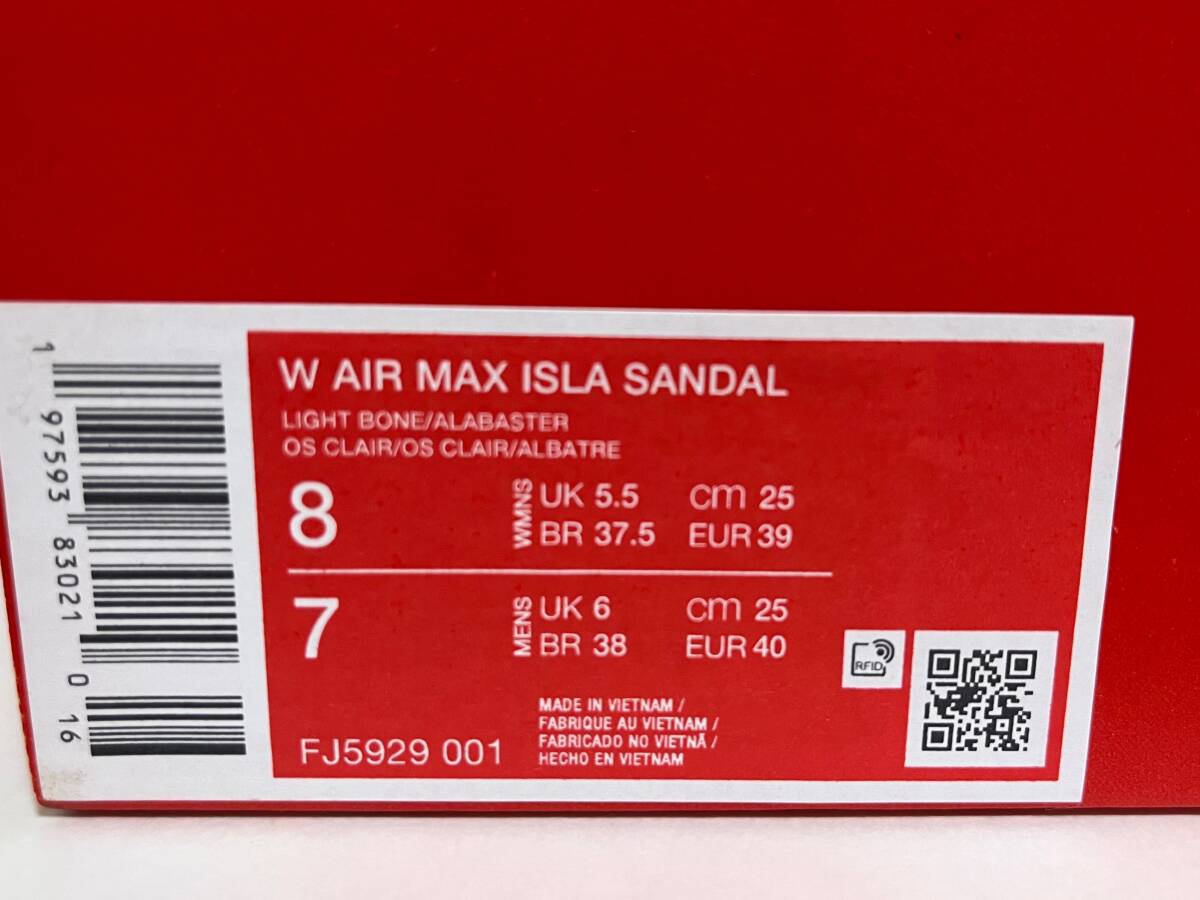 W AIR MAX ISLA SANDAL
LIGHT BONE/ALABASTER
OS CLAIR/OS CLAIR/ALBATRE
8 WMNS UK 5.5 cm 25
BR 37.5 EUR 39
7 MENS UK 6 cm 25
BR 38 EUR 40
RFID
MADE IN VIETNAM /
FABRIQUE AU VIETNAM /
FABRICADO NO VIETNÃ /
HECHO EN VIETNAM
FJ5929 001
1 97593 83021 0 16